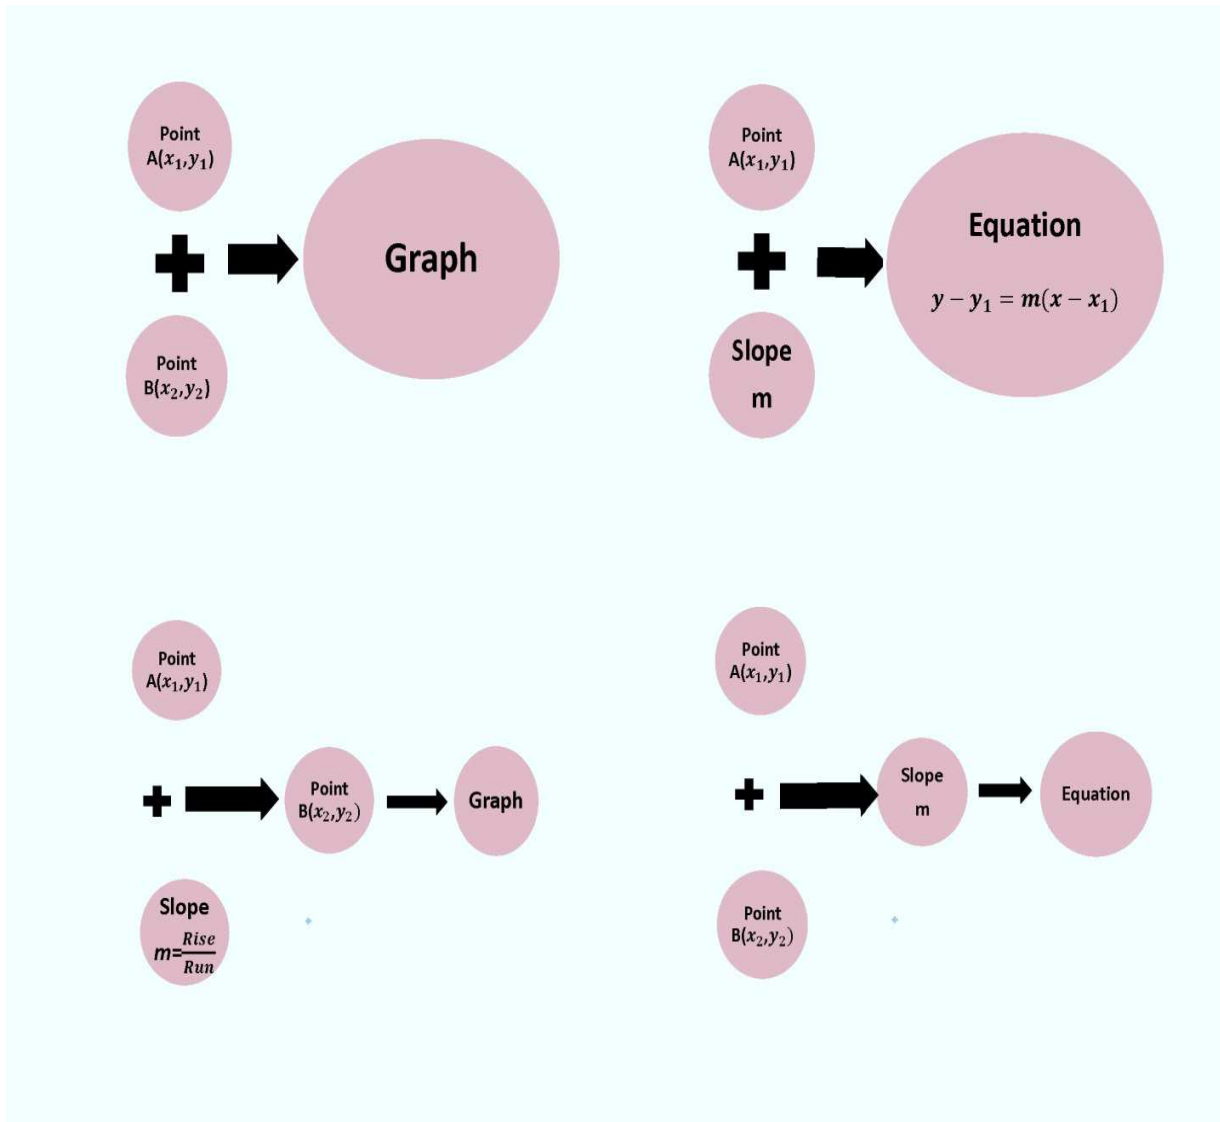 Point
A(x₁,y₁)
Graph
Point
B(x₂,y₂)
Point
A(x₁,y₁)
Equation
y − y₁ = m(x − x₁)
Slope
m
Point
A(x₁,y₁)
Point
B(x₂,y₂)
Graph
Slope
m=Rise/Run
Point
A(x₁,y₁)
Slope
m
Equation
Point
B(x₂,y₂)